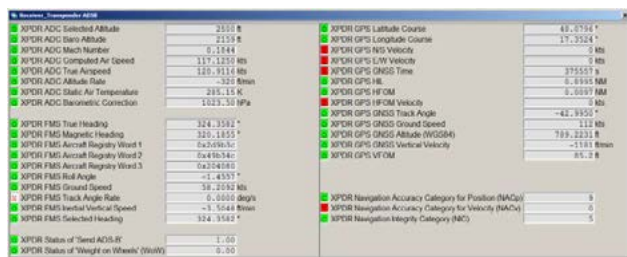 Receiver_Transponder ADSB
XPDR ADC Selected Altitude 2500 ft
XPDR ADC Baro Altitude 2159 ft
XPDR ADC Mach Number 0.1844
XPDR ADC Computed Air Speed 117.1250 kts
XPDR ADC True Airspeed 120.9116 kts
XPDR ADC Altitude Rate -320 ft/min
XPDR ADC Static Air Temperature 285.15 K
XPDR ADC Barometric Correction 1023.50 hPa
XPDR FMS True Heading 324.3582 °
XPDR FMS Magnetic Heading 320.1855 °
XPDR FMS Aircraft Registry Word 1
XPDR FMS Aircraft Registry Word 2
XPDR FMS Aircraft Registry Word 3 0x204080
XPDR FMS Roll Angle -1.4557 °
XPDR FMS Ground Speed 58.2092 kts
XPDR FMS Track Angle Rate 0.0000 deg/s
XPDR FMS Inertial Vertical Speed -1.5048 ft/min
XPDR FMS Selected Heading 324.3582 °
XPDR Status of 'Send ADS-B' 1.00
XPDR Status of 'Weight on Wheels' (WoW) 0.00
XPDR GPS Latitude Course 48.0796 °
XPDR GPS Longitude Course 17.3524 °
XPDR GPS N/S Velocity 0 kts
XPDR GPS E/W Velocity 0 kts
XPDR GPS GNSS Time 375557 s
XPDR GPS HIL 0.0995 NM
XPDR GPS HFOM 0.0087 NM
XPDR GPS HFOM Velocity 0 kts
XPDR GPS GNSS Track Angle -42.9950 °
XPDR GPS GNSS Ground Speed 112 kts
XPDR GPS GNSS Altitude (WGS84) 789.2231 ft
XPDR GPS GNSS Vertical Velocity -1181 ft/min
XPDR GPS VFOM 85.2 ft
XPDR Navigation Accuracy Category for Position (NACp) 9
XPDR Navigation Accuracy Category for Velocity (NACv) 0
XPDR Navigation Integrity Category (NIC) 5